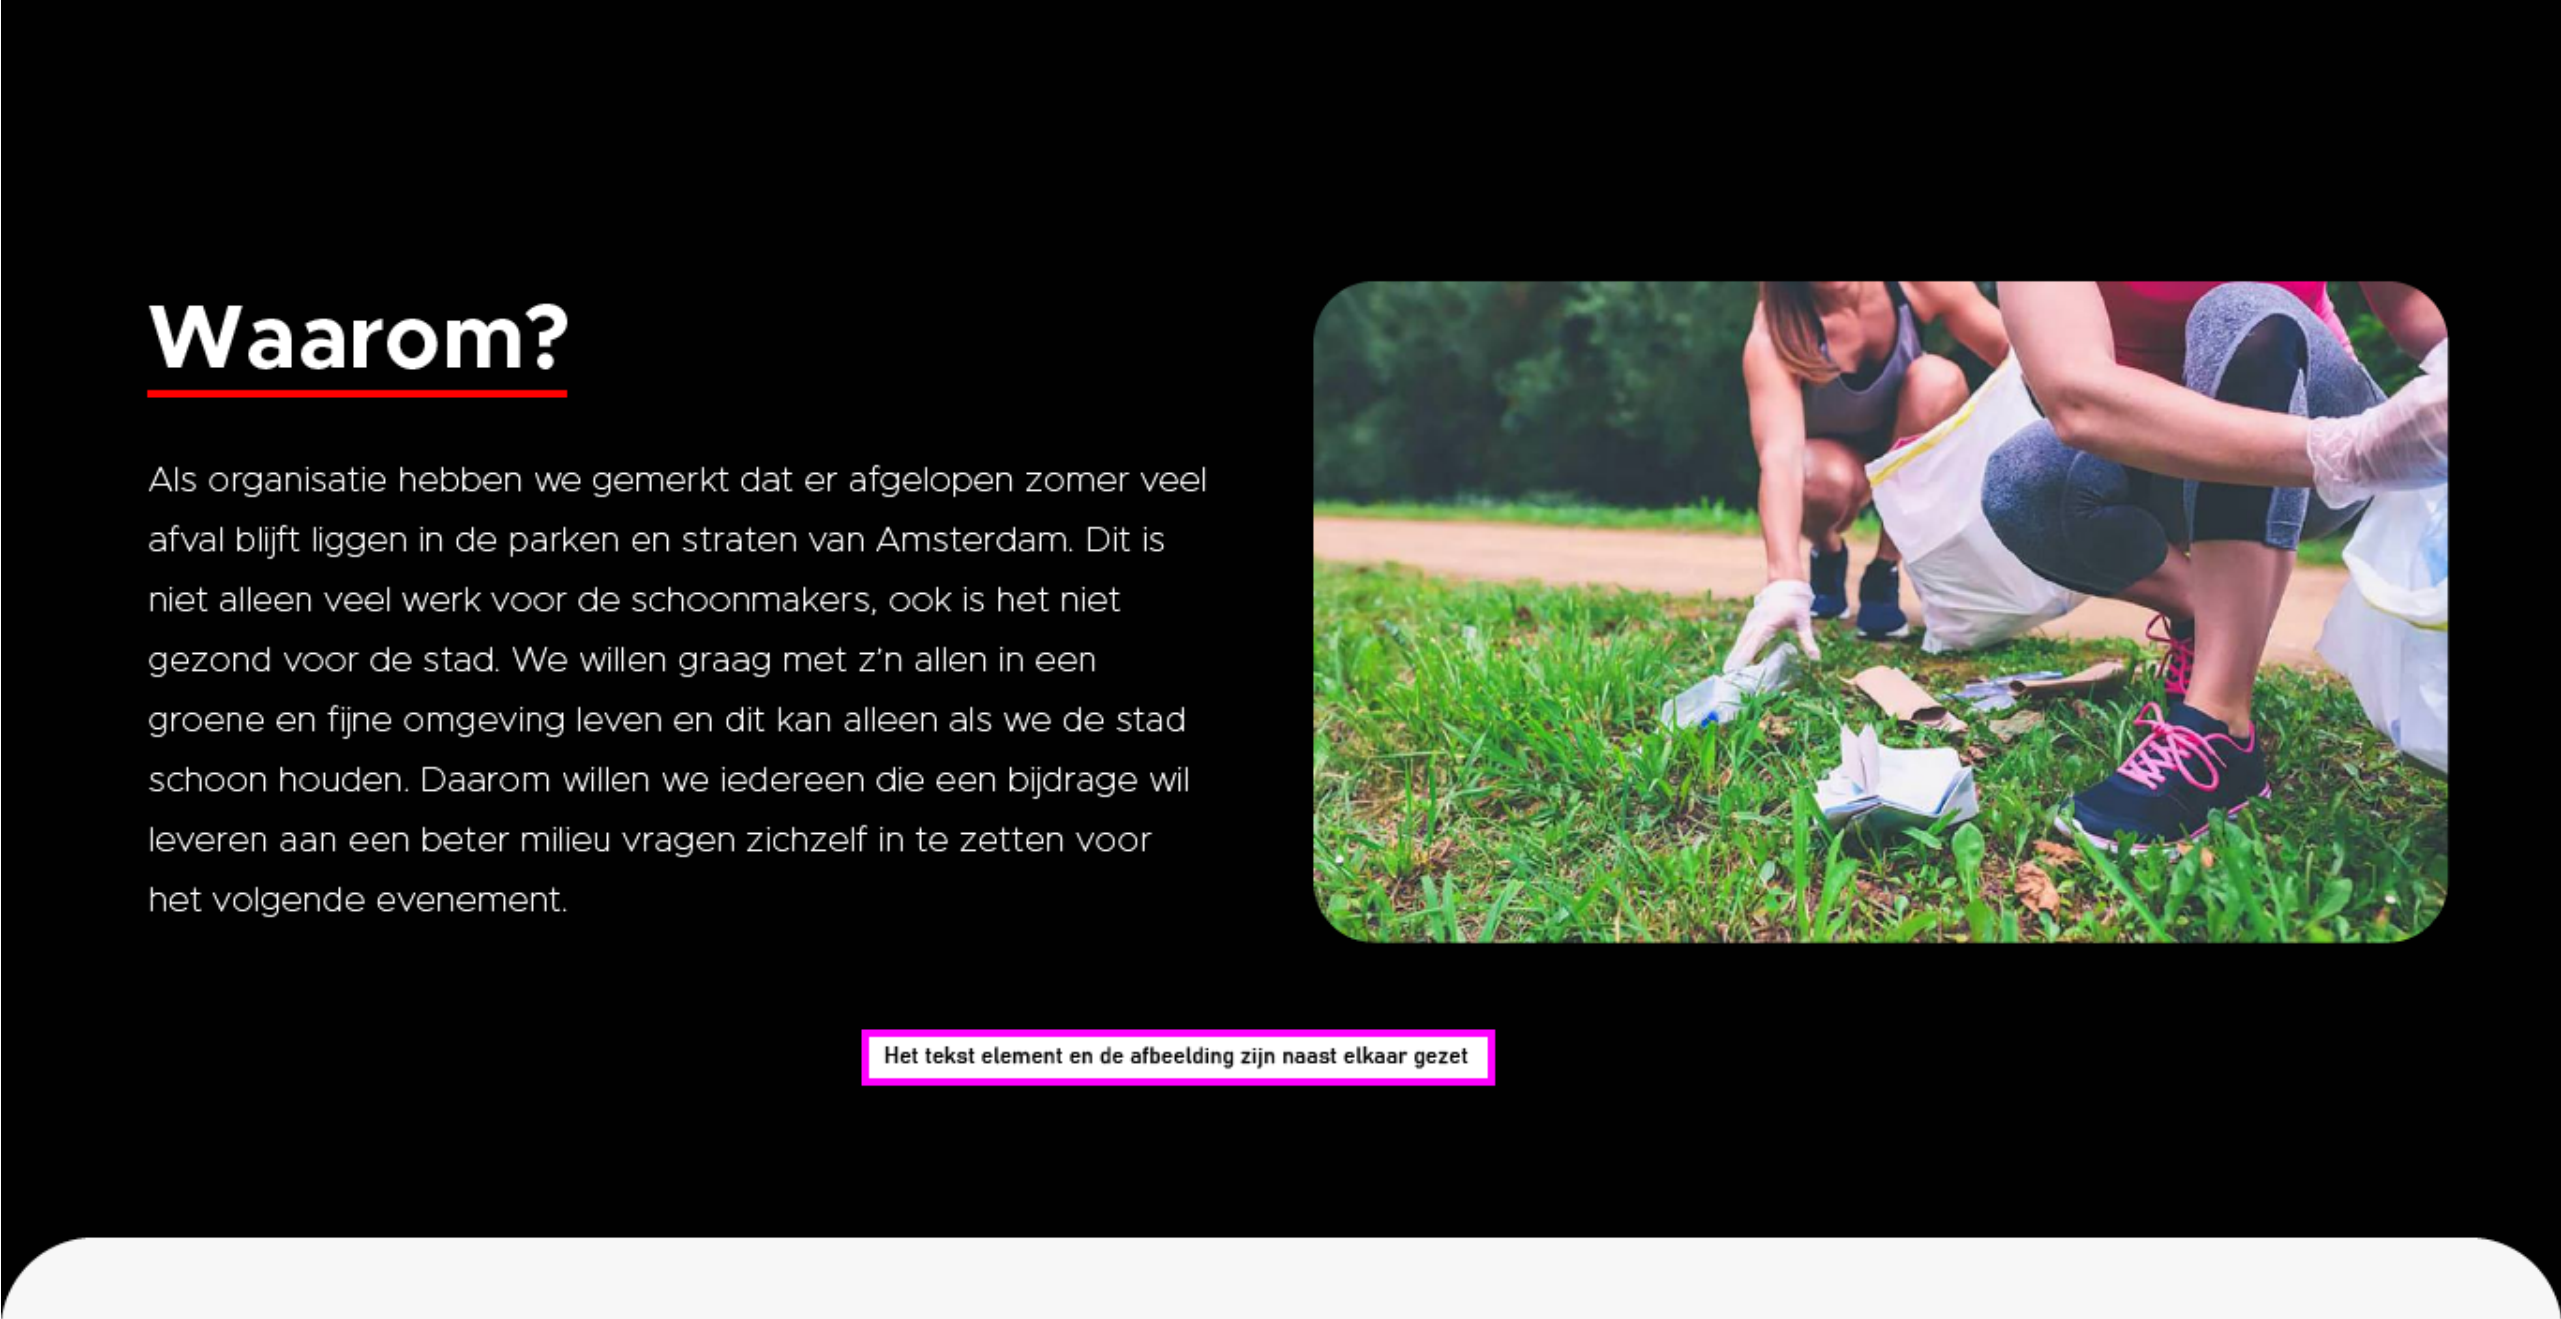 Waarom?
Als organisatie hebben we gemerkt dat er afgelopen zomer veel
afval blijft liggen in de parken en straten van Amsterdam. Dit is
niet alleen veel werk voor de schoonmakers, ook is het niet
gezond voor de stad. We willen graag met z'n allen in een
groene en fijne omgeving leven en dit kan alleen als we de stad
schoon houden. Daarom willen we iedereen die een bijdrage wil
leveren aan een beter milieu vragen zichzelf in te zetten voor
het volgende evenement.
Het tekst element en de afbeelding zijn naast elkaar gezet